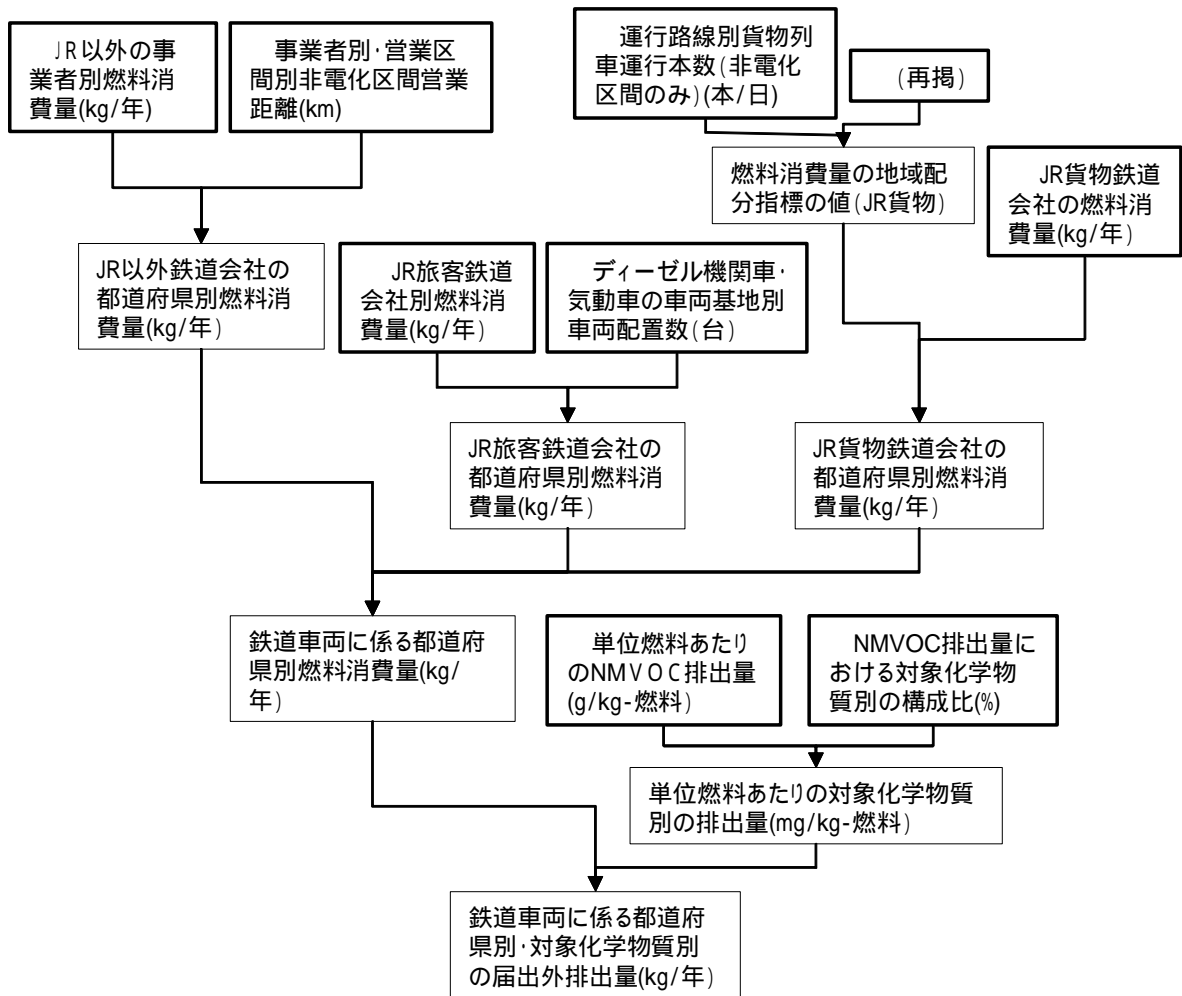 JR以外の事
業者別燃料消
費量(kg/年)
事業者別・営業区
間別非電化区間営業
距離(km)
運行路線別貨物列
車運行本数(非電化
区間のみ)(本/日)
(再掲)
燃料消費量の地域配
分指標の値(JR貨物)
JR貨物鉄道
会社の燃料消
費量(kg/年)
JR以外鉄道会社の
都道府県別燃料消
費量(kg/年)
JR旅客鉄道
会社別燃料消
費量(kg/年)
ディーゼル機関車・
気動車の車両基地別
車両配置数(台)
JR旅客鉄道会社の
都道府県別燃料消
費量(kg/年)
JR貨物鉄道会社の
都道府県別燃料消
費量(kg/年)
鉄道車両に係る都道府
県別燃料消費量(kg/
年)
単位燃料あたり
のNMVOC排出量
(g/kg-燃料)
NMVOC排出量に
おける対象化学物
質別の構成比(%)
単位燃料あたりの対象化学物質
別の排出量(mg/kg-燃料)
鉄道車両に係る都道府
県別・対象化学物質別
の届出外排出量(kg/年)